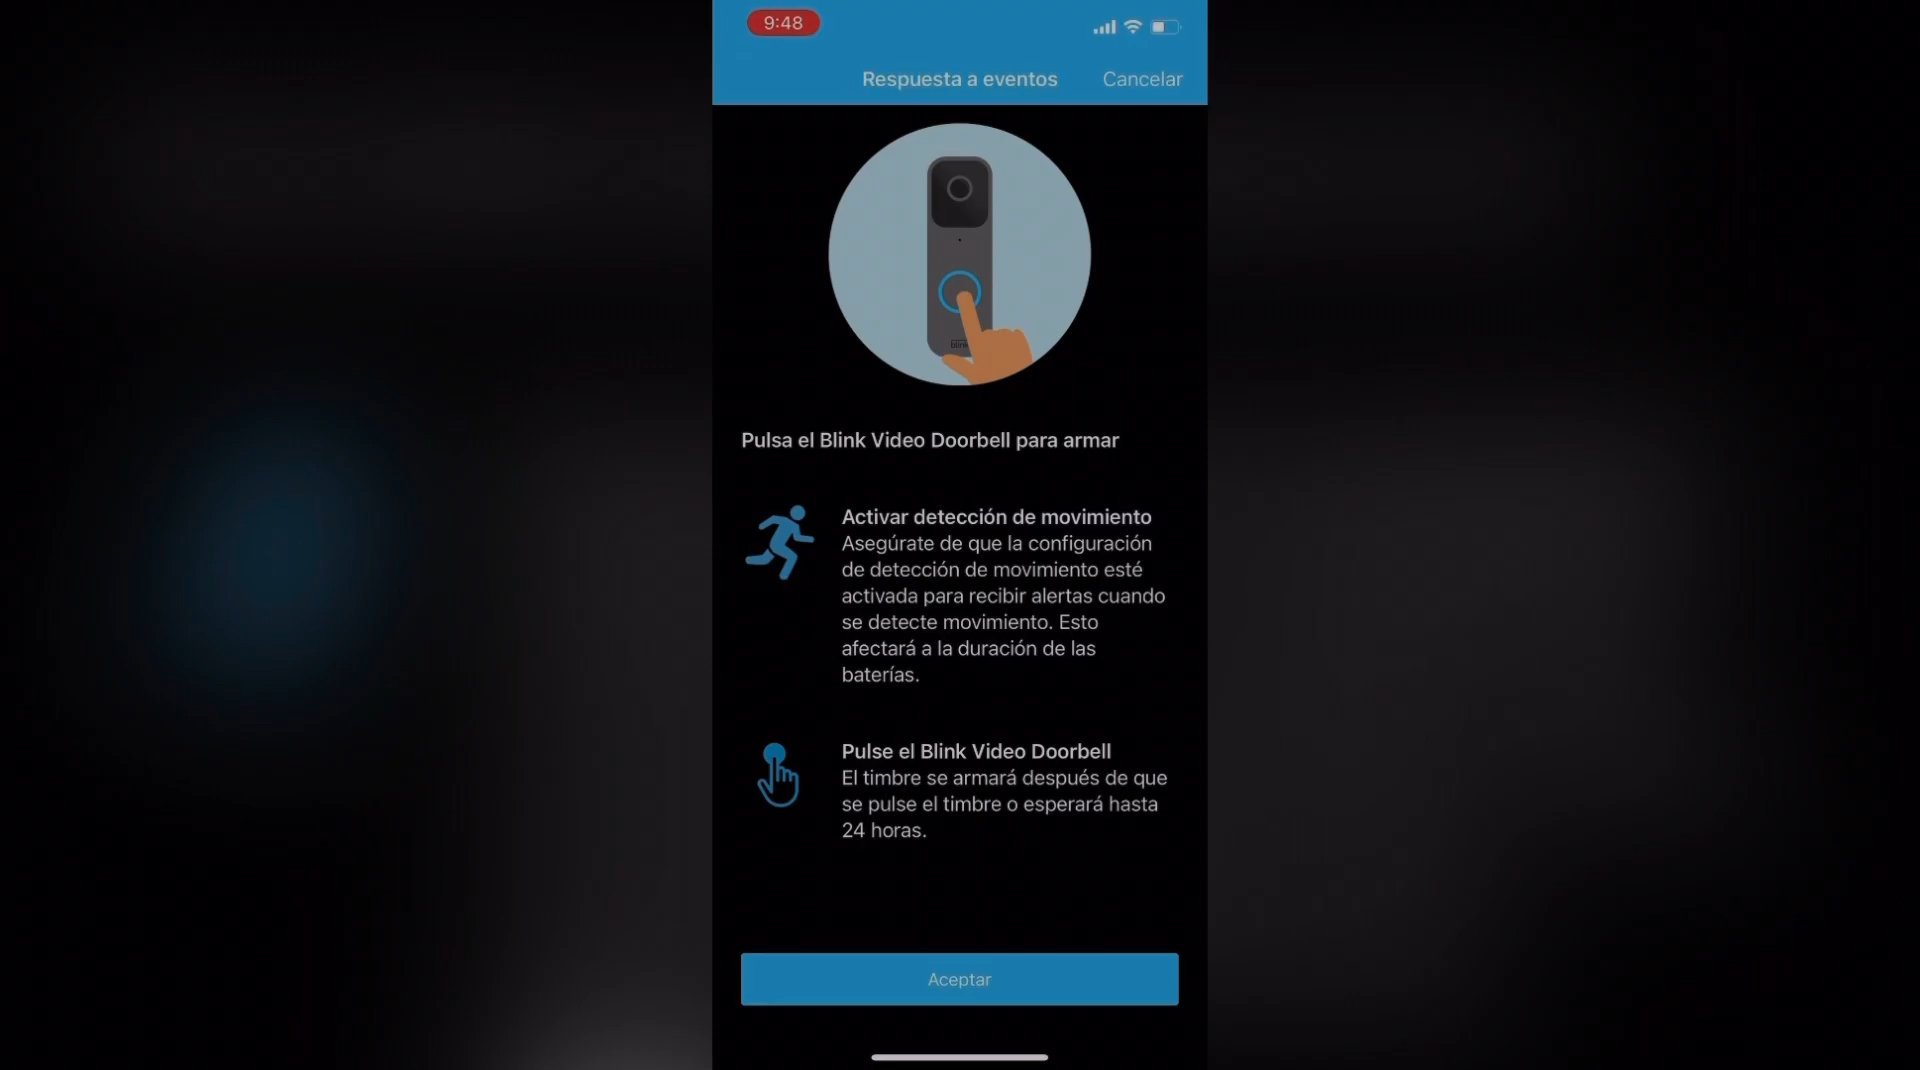 9:48
Respuesta a eventos Cancelar
blink
Pulsa el Blink Video Doorbell para armar
Activar detección de movimiento
Asegúrate de que la configuración
de detección de movimiento esté
activada para recibir alertas cuando
se detecte movimiento. Esto
afectará a la duración de las
baterías.
Pulse el Blink Video Doorbell
El timbre se armará después de que
se pulse el timbre o esperará hasta
24 horas.
Aceptar